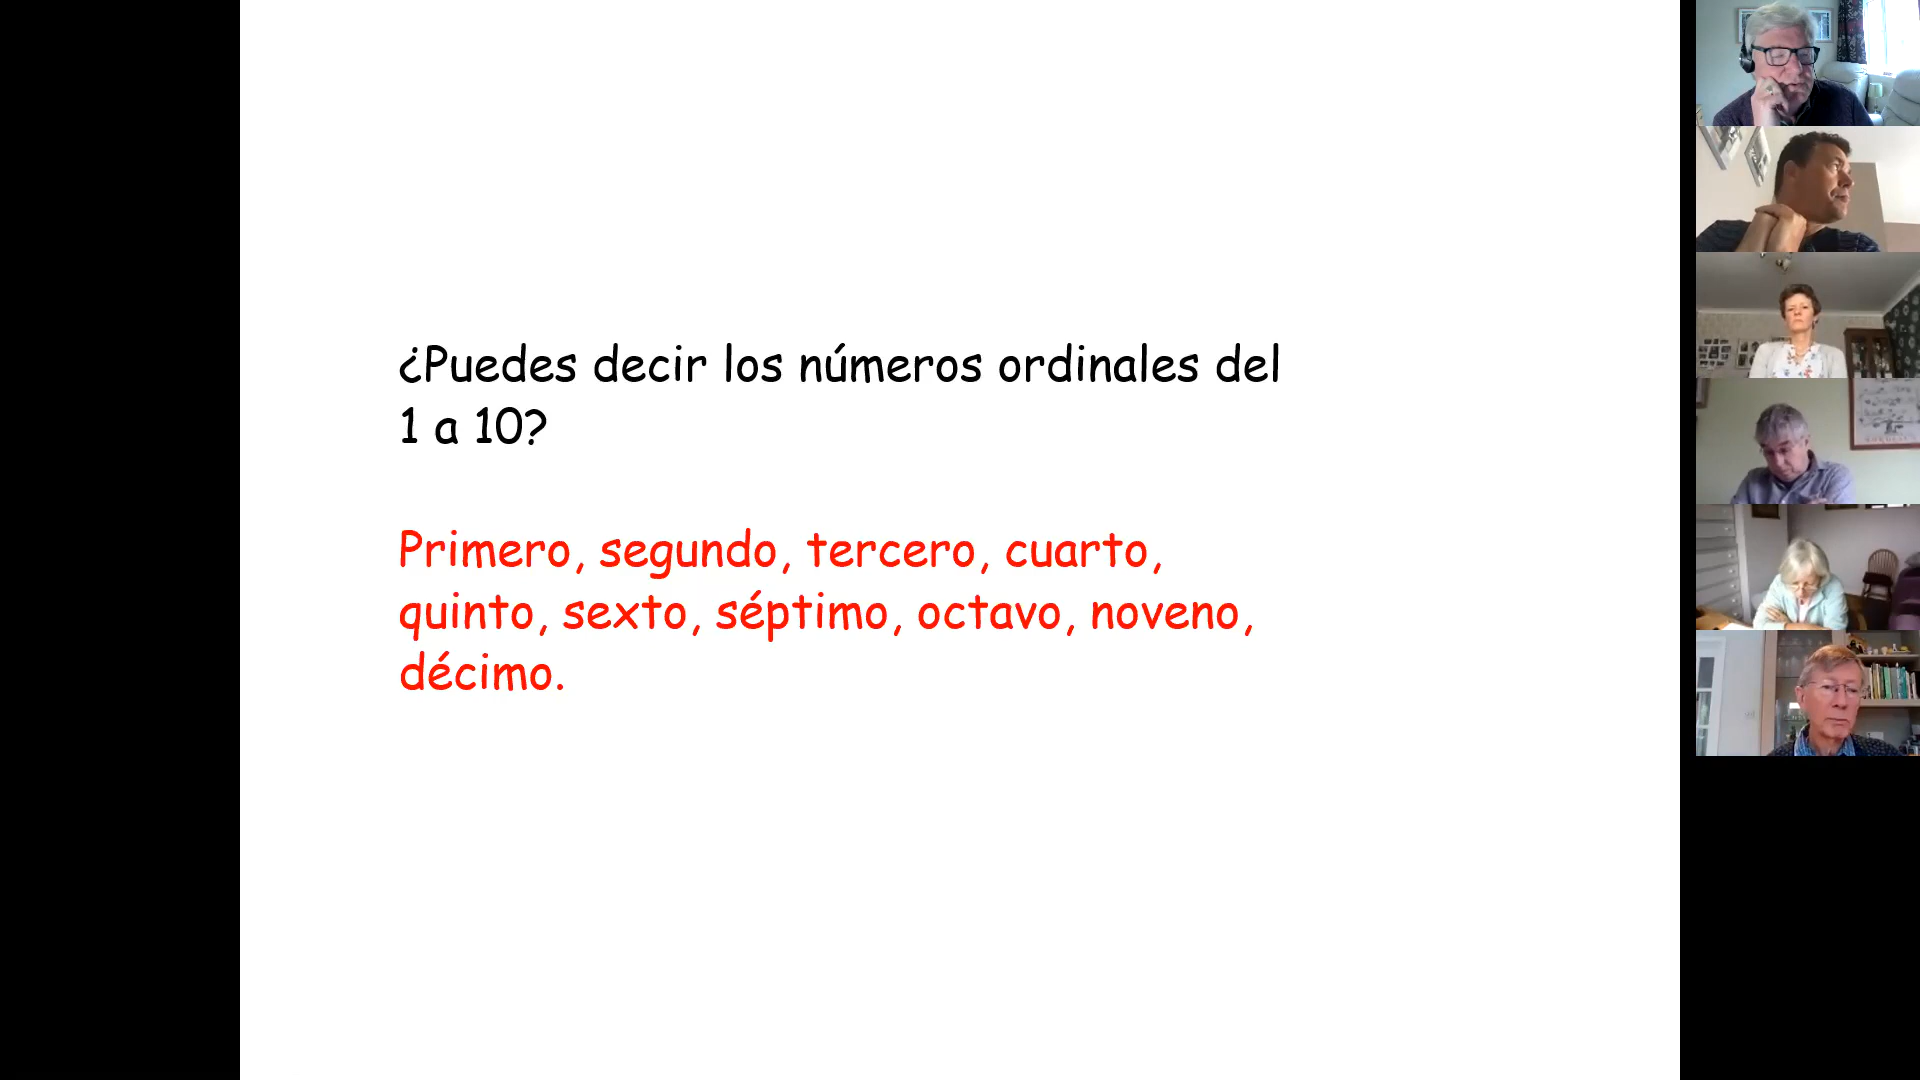 ¿Puedes decir los números ordinales del
1 a 10?
Primero, segundo, tercero, cuarto,
quinto, sexto, séptimo, octavo, noveno,
décimo.